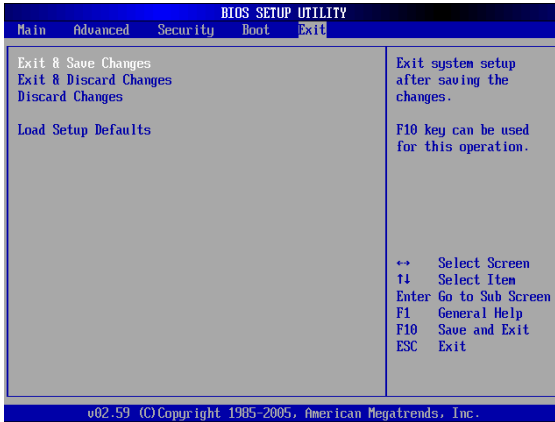 BIOS SETUP UTILITY
Main Advanced Security Boot Exit
Exit & Save Changes
Exit & Discard Changes
Discard Changes
Load Setup Defaults
Exit system setup
after saving the
changes.
F10 key can be used
for this operation.
↔ Select Screen
↑↓ Select Item
Enter Go to Sub Screen
F1 General Help
F10 Save and Exit
ESC Exit
v02.59 (C)Copyright 1985-2005, American Megatrends, Inc.